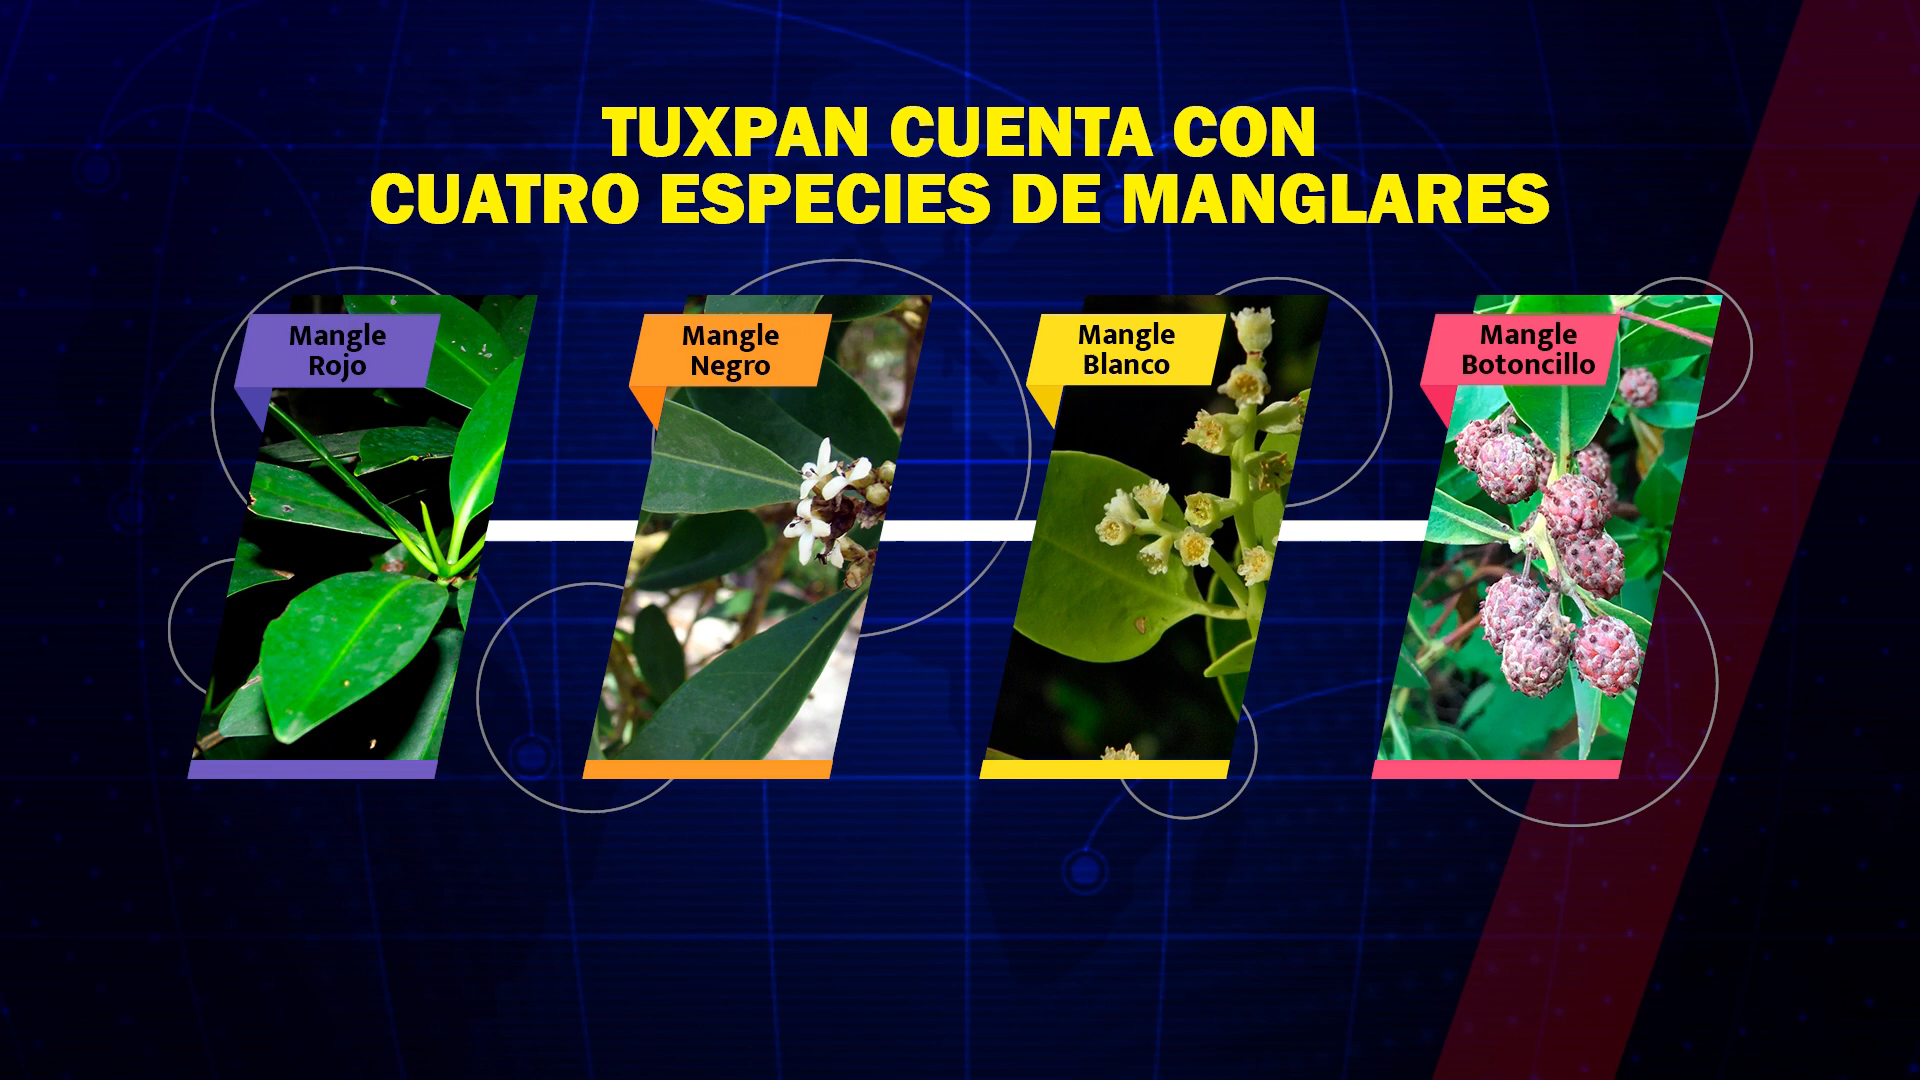 TUXPAN CUENTA CON
CUATRO ESPECIES DE MANGLARES
Mangle
Rojo
Mangle
Negro
Mangle
Blanco
Mangle
Botoncillo